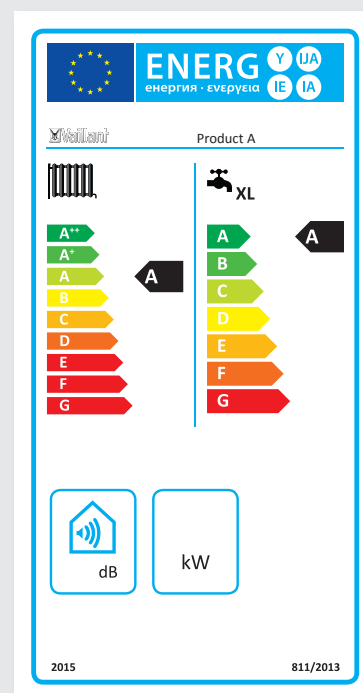 ENERG Y IJA
енергия · ενεργεια IE IA
Vaillant Product A
XL
A++
A+
A
B
C
D
E
F
G
A
A
B
C
D
E
F
G
A
dB
kW
2015 811/2013